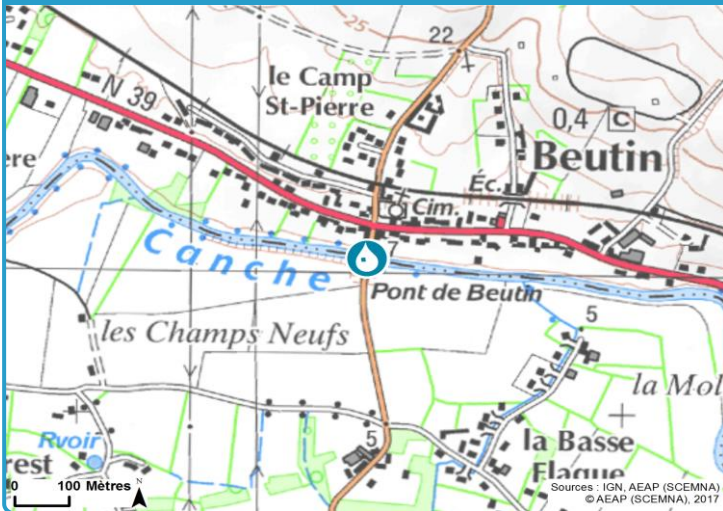 25
22
le Camp
St-Pierre
N 39
0,4 C
Beutin
ere
Éc.
Cim.
Canche
7
Pont de Beutin
5
les Champs Neufs
la Mol
Rvoir
5
la Basse
Flaque
rest
0 100 Mètres N
Sources : IGN, AEAP (SCEMNA)
© AEAP (SCEMNA), 2017